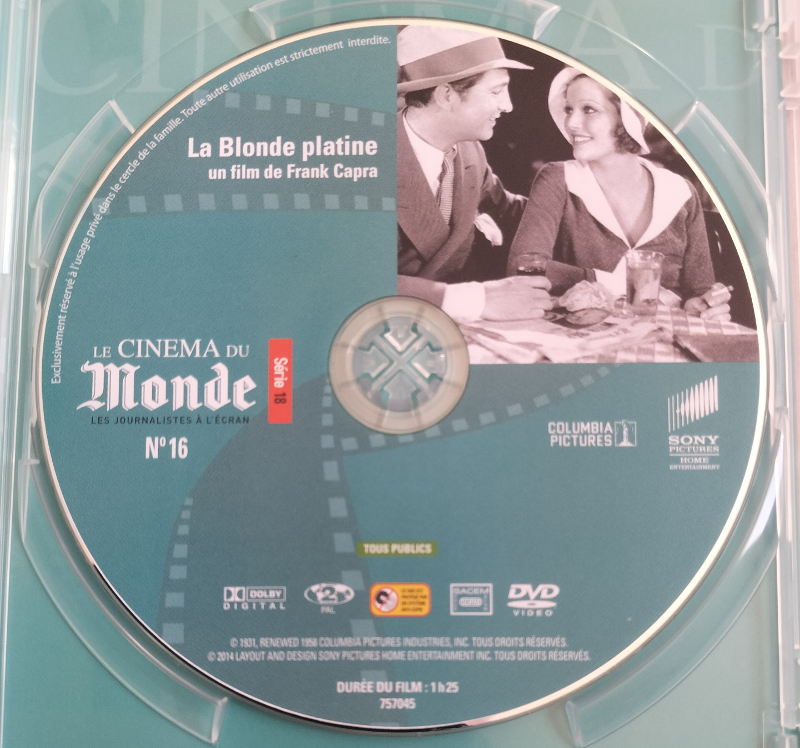 CINEMA D
Exclusivement réservé à l'usage privé dans le cercle de la famille. Toute autre utilisation est strictement interdite.
La Blonde platine
un film de Frank Capra
LE CINEMA DU
Monde
LES JOURNALISTES À L'ÉCRAN
Série 18
Nº 16
COLUMBIA
PICTURES
SONY
PICTURES
HOME
ENTERTAINMENT
TOUS PUBLICS
DOLBY
DIGITAL
2
PAL
SACEM
DVD
VIDEO
© 1931, RENEWED 1958 COLUMBIA PICTURES INDUSTRIES, INC. TOUS DROITS RÉSERVÉS.
© 2014 LAYOUT AND DESIGN SONY PICTURES HOME ENTERTAINMENT INC. TOUS DROITS RÉSERVÉS.
DURÉE DU FILM : 1 h 25
757045